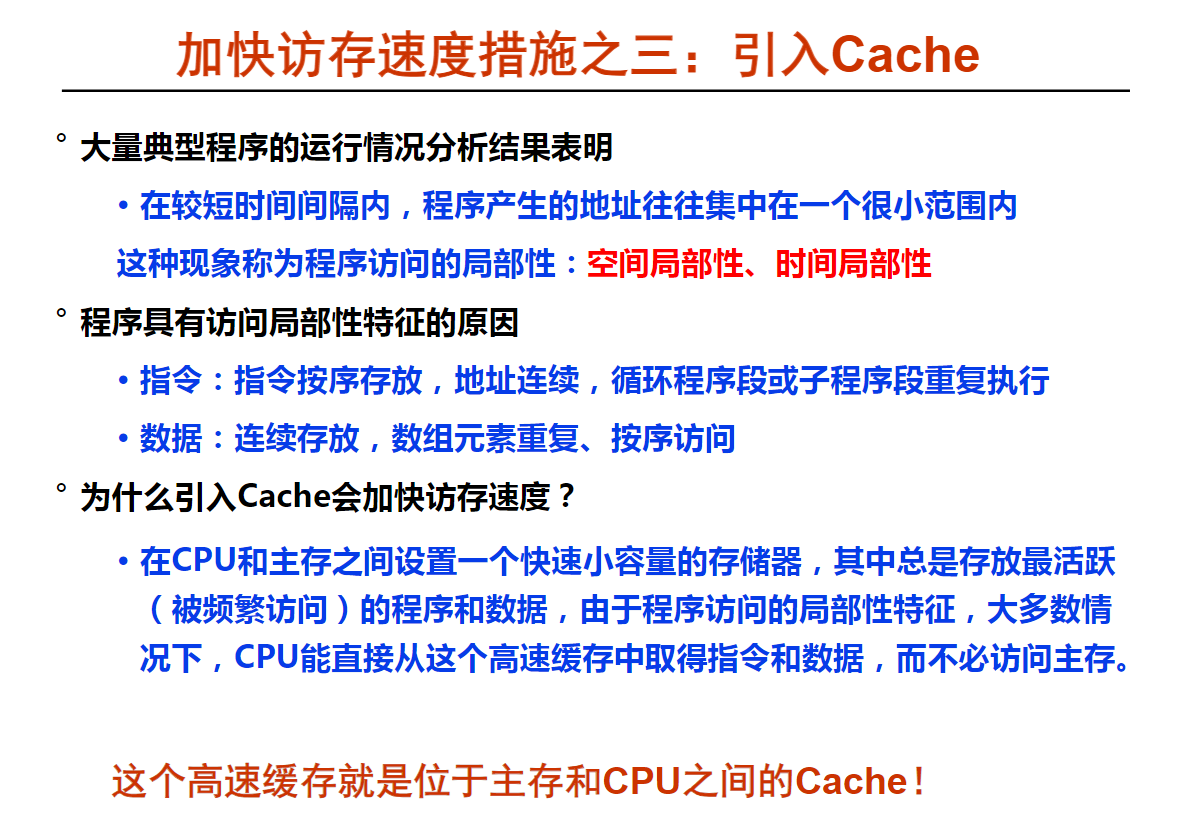 加快访存速度措施之三：引入Cache
° 大量典型程序的运行情况分析结果表明
• 在较短时间间隔内，程序产生的地址往往集中在一个很小范围内
这种现象称为程序访问的局部性：空间局部性、时间局部性
° 程序具有访问局部性特征的原因
• 指令：指令按序存放，地址连续，循环程序段或子程序段重复执行
• 数据：连续存放，数组元素重复、按序访问
° 为什么引入Cache会加快访存速度？
• 在CPU和主存之间设置一个快速小容量的存储器，其中总是存放最活跃
（被频繁访问）的程序和数据，由于程序访问的局部性特征，大多数情
况下，CPU能直接从这个高速缓存中取得指令和数据，而不必访问主存。
这个高速缓存就是位于主存和CPU之间的Cache！